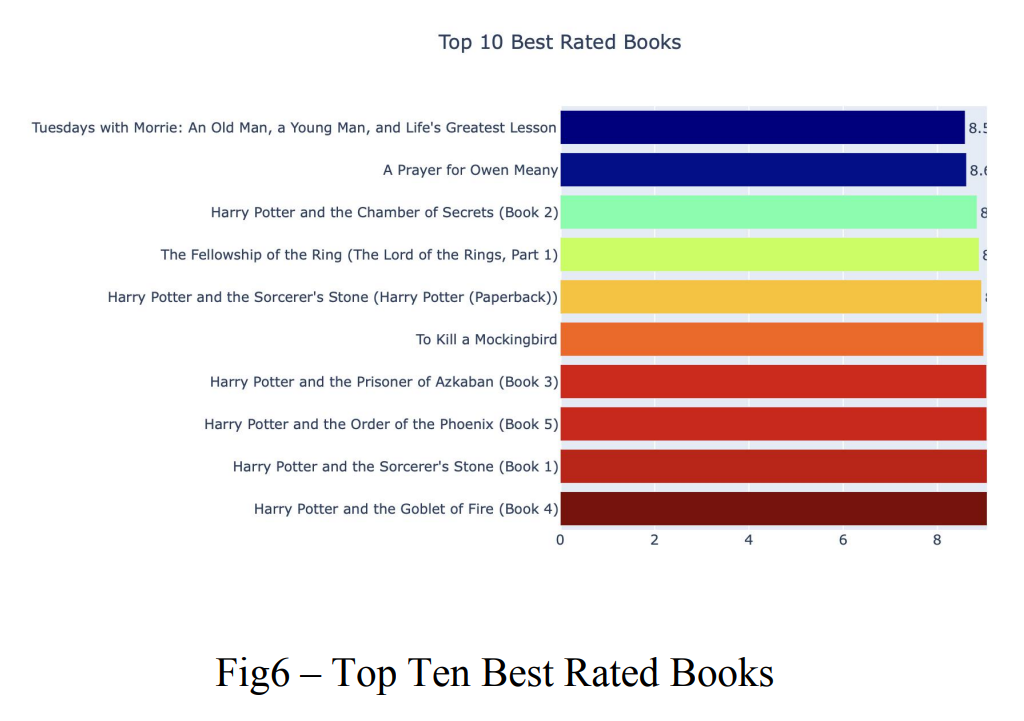 Top 10 Best Rated Books
Tuesdays with Morrie: An Old Man, a Young Man, and Life's Greatest Lesson
A Prayer for Owen Meany
Harry Potter and the Chamber of Secrets (Book 2)
The Fellowship of the Ring (The Lord of the Rings, Part 1)
Harry Potter and the Sorcerer's Stone (Harry Potter (Paperback))
To Kill a Mockingbird
Harry Potter and the Prisoner of Azkaban (Book 3)
Harry Potter and the Order of the Phoenix (Book 5)
Harry Potter and the Sorcerer's Stone (Book 1)
Harry Potter and the Goblet of Fire (Book 4)
0 2 4 6 8
Fig6 – Top Ten Best Rated Books